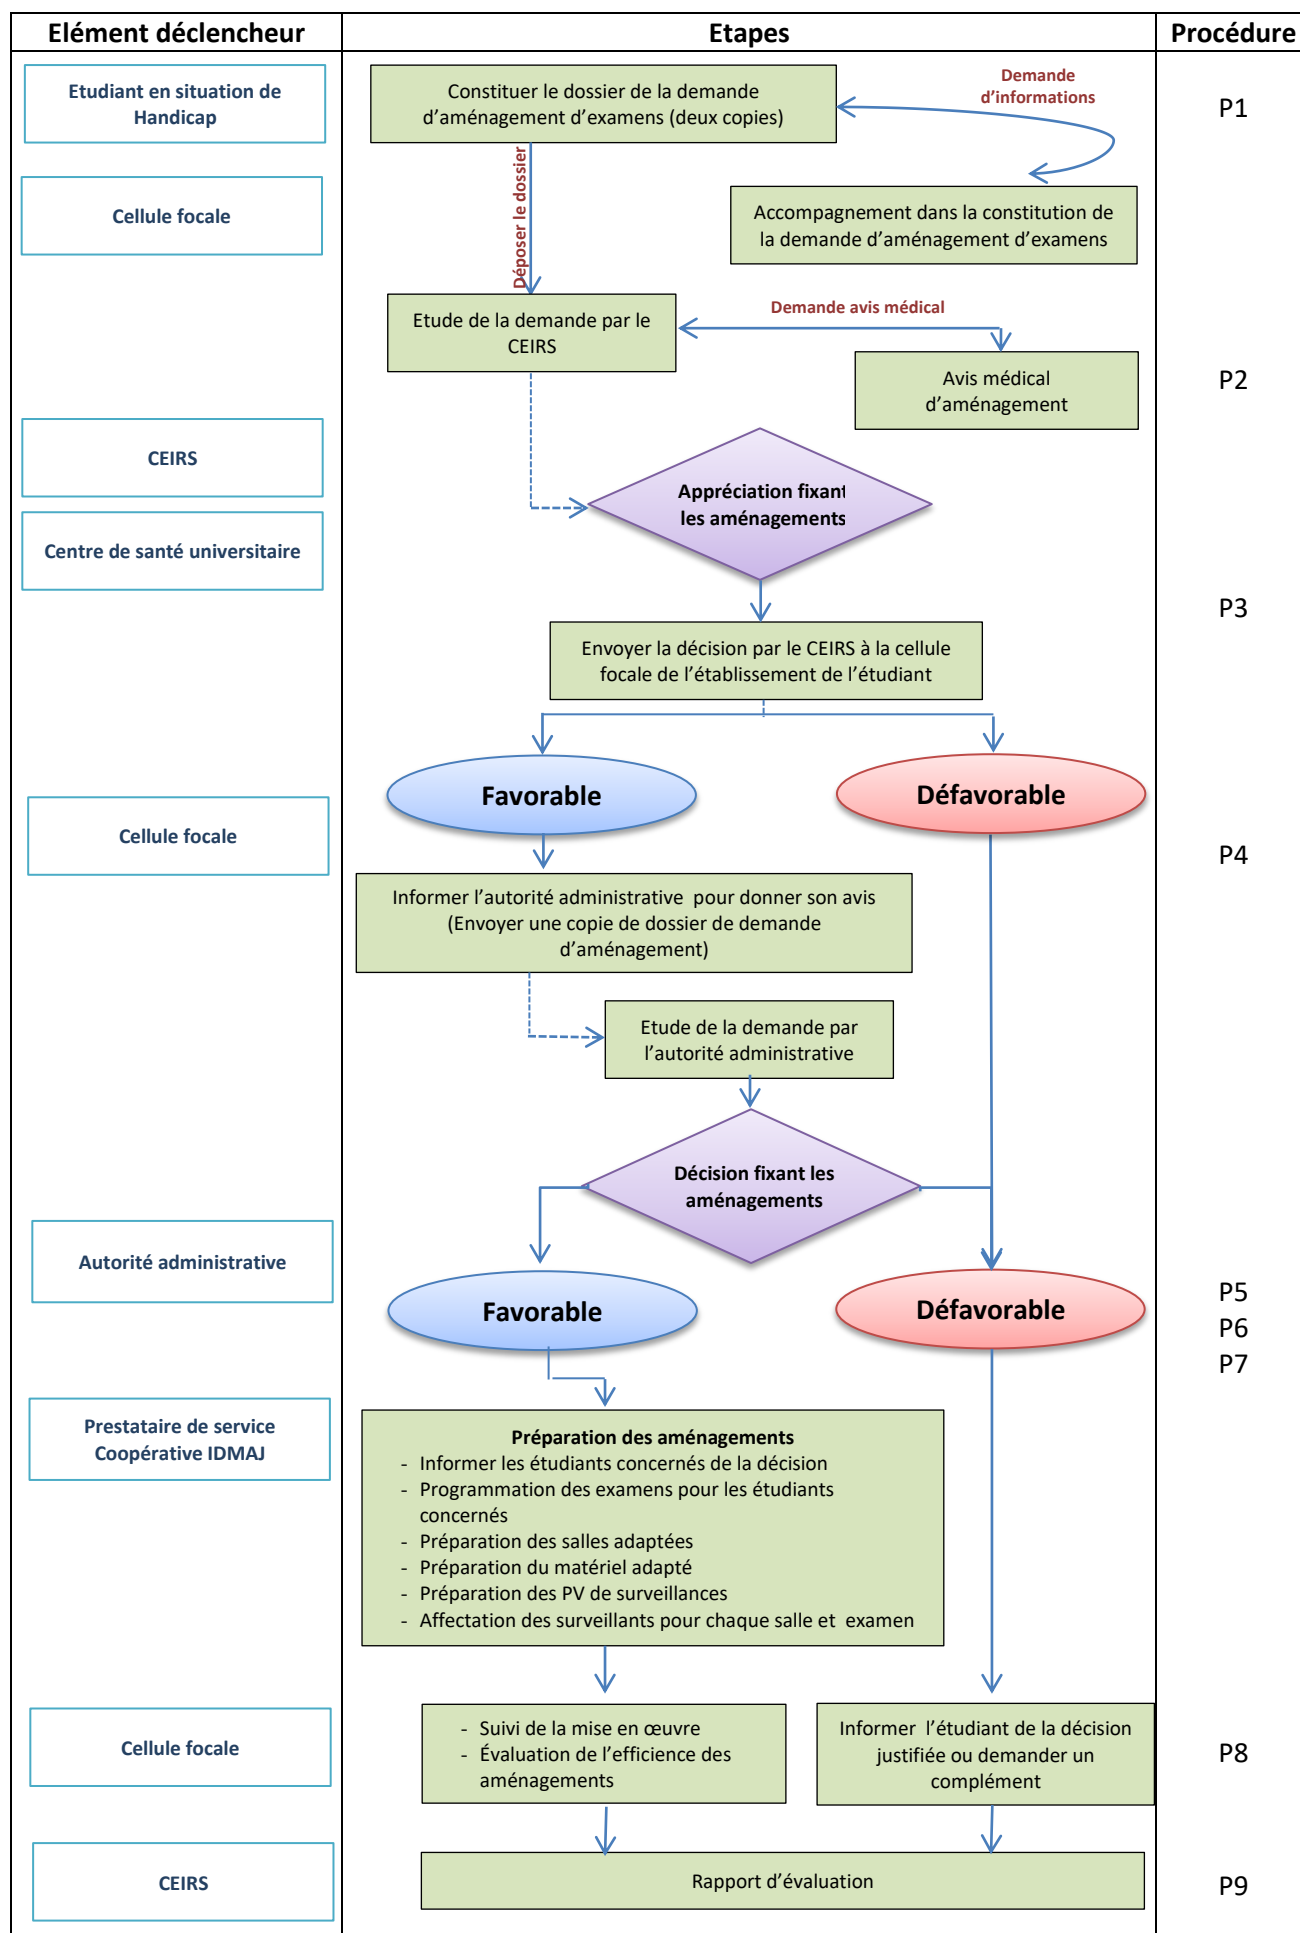 Elément déclencheur
Etapes
Procédure
Etudiant en situation de
Handicap
Constituer le dossier de la demande
d’aménagement d’examens (deux copies)
Demande
d’informations
P1
Déposer le dossier
Cellule focale
Accompagnement dans la constitution de
la demande d’aménagement d’examens
Etude de la demande par le
CEIRS
Demande avis médical
Avis médical
d’aménagement
P2
CEIRS
Appréciation fixant
les aménagements
Centre de santé universitaire
P3
Envoyer la décision par le CEIRS à la cellule
focale de l’établissement de l’étudiant
Favorable
Défavorable
Cellule focale
P4
Informer l’autorité administrative  pour donner son avis
(Envoyer une copie de dossier de demande
d’aménagement)
Etude de la demande par
l’autorité administrative
Décision fixant les
aménagements
Autorité administrative
Favorable
Défavorable
P5
P6
P7
Prestataire de service
Coopérative IDMAJ
Préparation des aménagements
- Informer les étudiants concernés de la décision
- Programmation des examens pour les étudiants
concernés
- Préparation des salles adaptées
- Préparation du matériel adapté
- Préparation des PV de surveillances
- Affectation des surveillants pour chaque salle et  examen
Cellule focale
- Suivi de la mise en œuvre
- Évaluation de l’efficience des
aménagements
Informer  l’étudiant de la décision
justifiée ou demander un
complément
P8
CEIRS
Rapport d’évaluation
P9